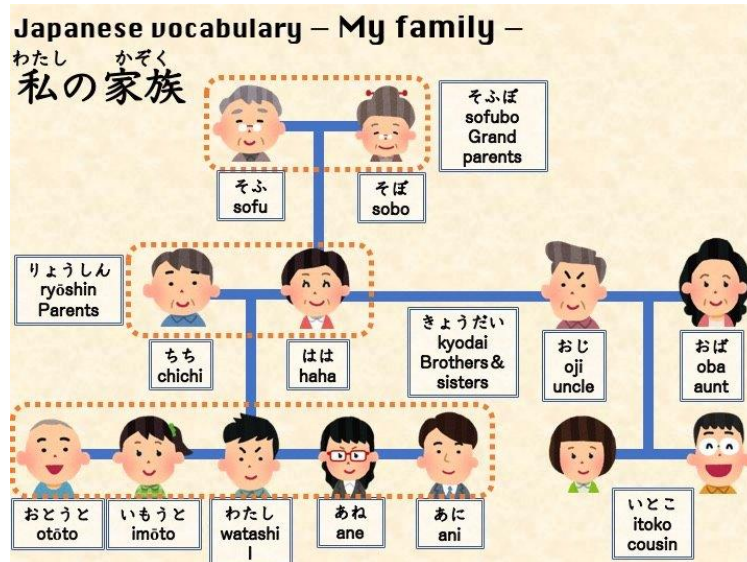 Japanese vocabulary – My family –
わたし かぞく
私の家族
そふぼ
sofubo
Grand
parents
そふ
sofu
そぼ
sobo
りょうしん
ryōshin
Parents
ちち
chichi
はは
haha
きょうだい
kyodai
Brothers &
sisters
おじ
oji
uncle
おば
oba
aunt
おとうと
otōto
いもうと
imōto
わたし
watashi
I
あね
ane
あに
ani
いとこ
itoko
cousin